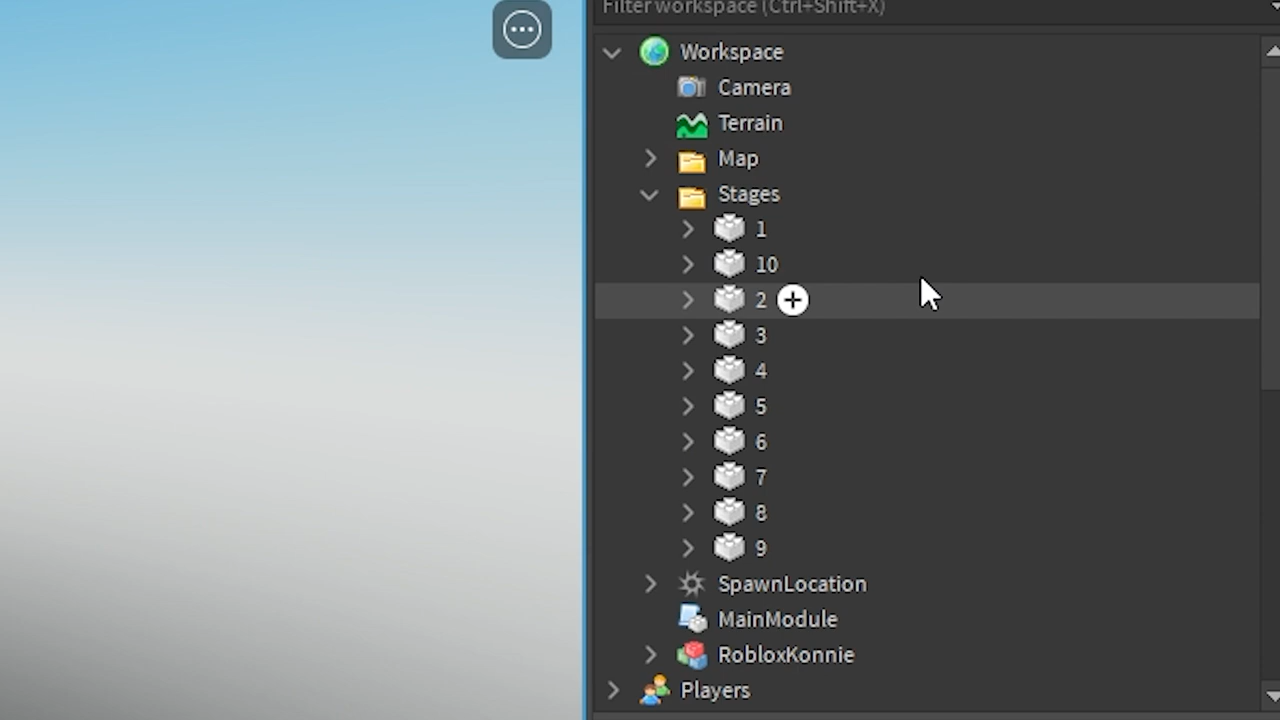 Filter workspace (Ctrl+Shift+X)
Workspace
Camera
Terrain
Map
Stages
1
10
2
3
4
5
6
7
8
9
SpawnLocation
MainModule
RobloxKonnie
Players